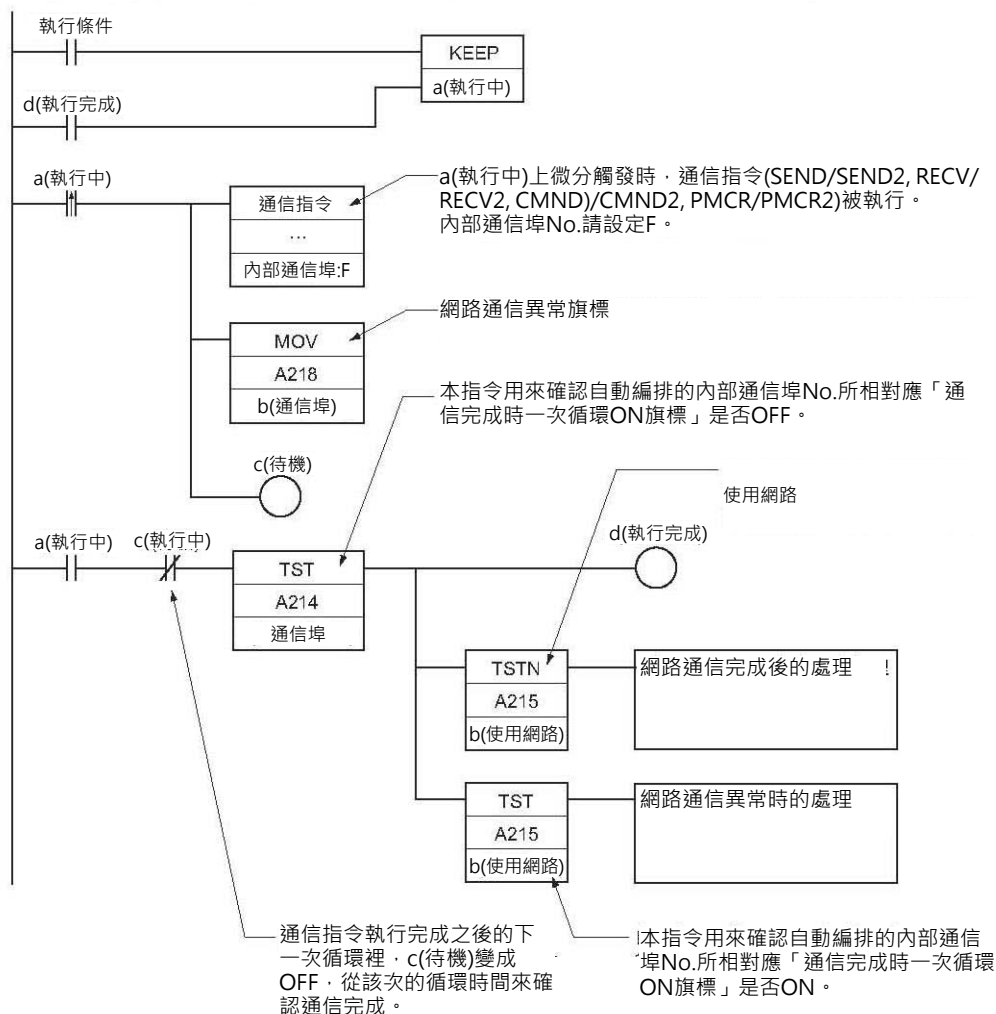 執行條件
KEEP
a(執行中)
d(執行完成)
a(執行中)
通信指令
...
內部通信埠:F
a(執行中)上微分觸發時，通信指令(SEND/SEND2, RECV/
RECV2, CMND)/CMND2, PMCR/PMCR2)被執行。
內部通信埠No.請設定F。
MOV
A218
b(通信埠)
網路通信異常旗標
本指令用來確認自動編排的內部通信埠No.所相對應「通
信完成時一次循環ON旗標」是否OFF。
c(待機)
使用網路
a(執行中)
c(執行中)
TST
A214
通信埠
d(執行完成)
TSTN
A215
b(使用網路)
網路通信完成後的處理 !
TST
A215
b(使用網路)
網路通信異常時的處理
通信指令執行完成之後的下
一次循環裡，c(待機)變成
OFF，從該次的循環時間來確
認通信完成。
本指令用來確認自動編排的內部通信
埠No.所相對應「通信完成時一次循環
ON旗標」是否ON。